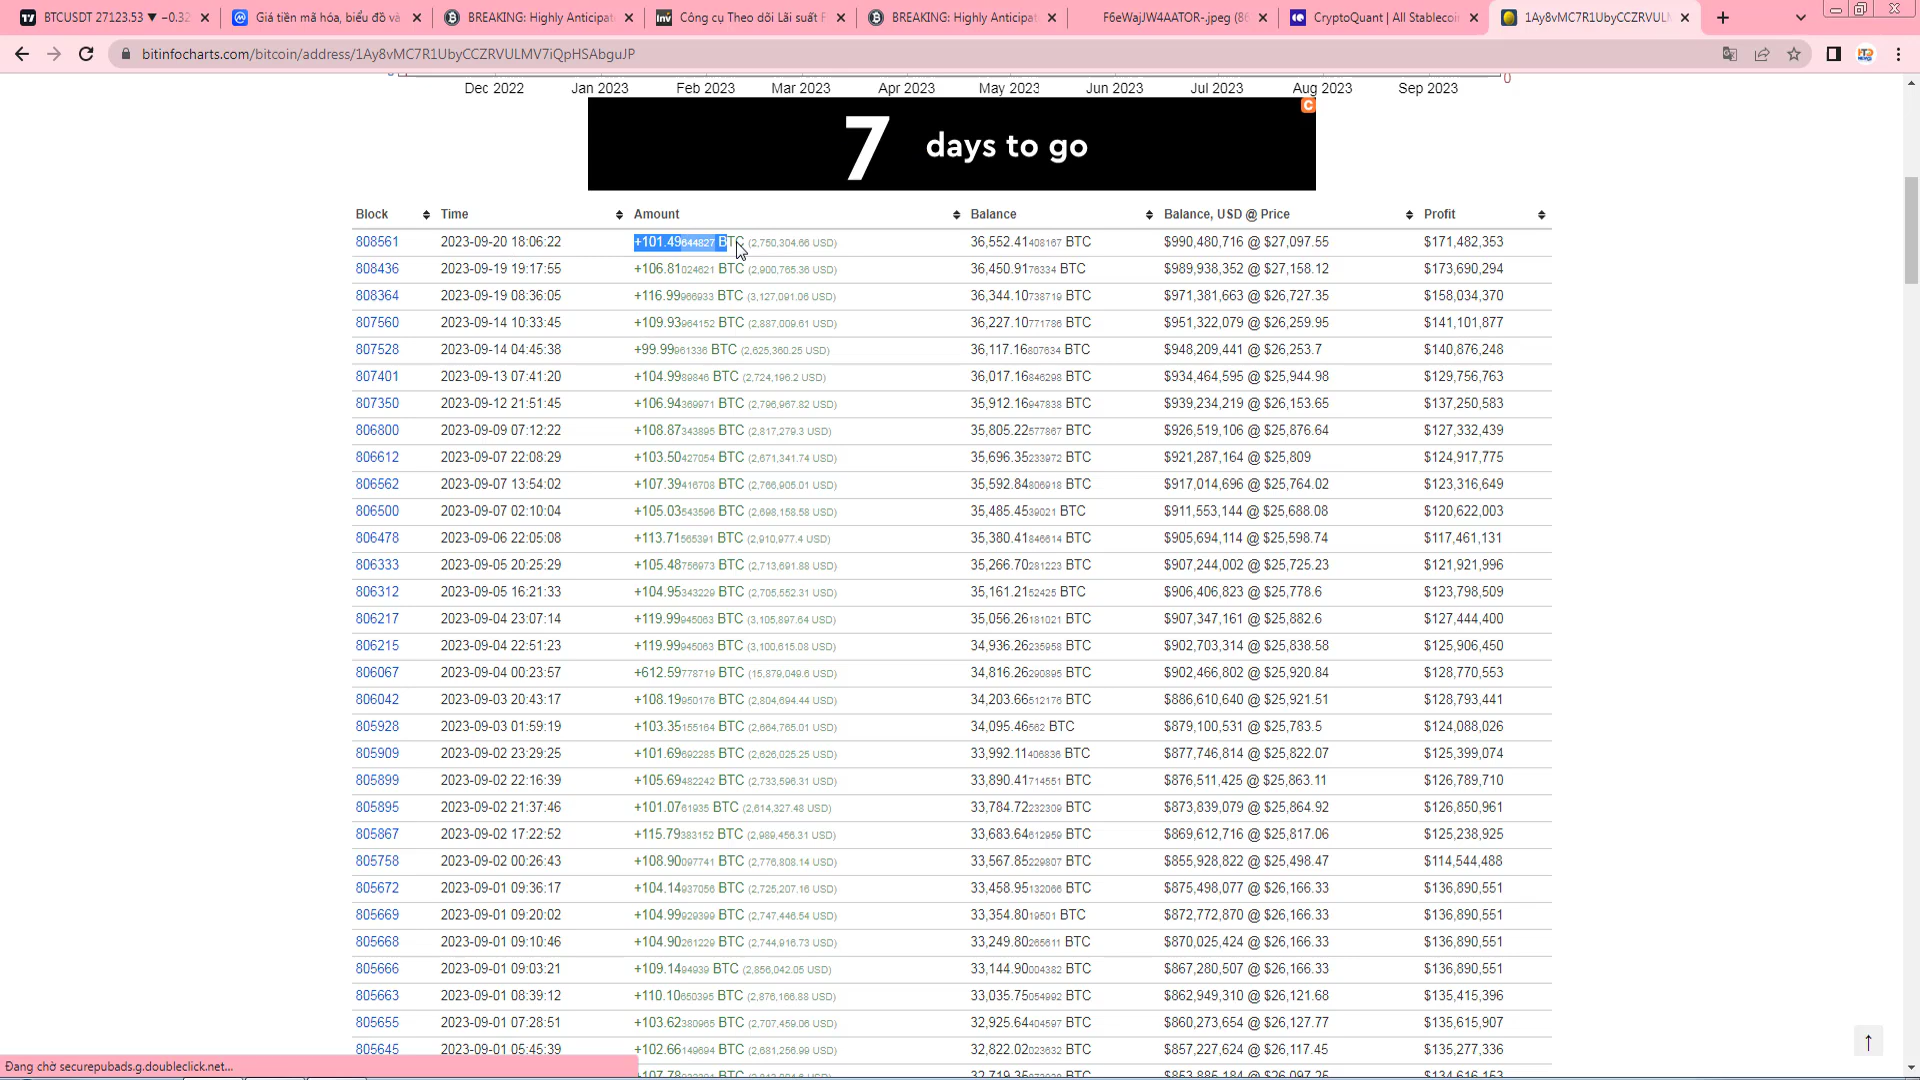 BTCUSDT 27123.53 ▼ −0.32
Giá tiền mã hóa, biểu đồ và
BREAKING: Highly Anticipat
Công cụ Theo dõi Lãi suất F
BREAKING: Highly Anticipat
F6eWajJW4AATOR-.jpeg (88
CryptoQuant | All Stablecoin
1Ay8vMC7R1UbyCCZRVULM
bitinfocharts.com/bitcoin/address/1Ay8vMC7R1UbyCCZRVULMV7iQpHSAbguJP
Dec 2022 Jan 2023 Feb 2023 Mar 2023 Apr 2023 May 2023 Jun 2023 Jul 2023 Aug 2023 Sep 2023
7 days to go
Block Time Amount Balance Balance, USD @ Price Profit
808561 2023-09-20 18:06:22 +101.49644827 BTC (2,750,304.66 USD) 36,552.41408167 BTC $990,480,716 @ $27,097.55 $171,482,353
808436 2023-09-19 19:17:55 +106.81024621 BTC (2,900,765.36 USD) 36,450.9176334 BTC $989,938,352 @ $27,158.12 $173,690,294
808364 2023-09-19 08:36:05 +116.99966933 BTC (3,127,091.06 USD) 36,344.10738719 BTC $971,381,663 @ $26,727.35 $158,034,370
807560 2023-09-14 10:33:45 +109.93964152 BTC (2,887,009.61 USD) 36,227.10771786 BTC $951,322,079 @ $26,259.95 $141,101,877
807528 2023-09-14 04:45:38 +99.99961336 BTC (2,625,360.25 USD) 36,117.16807634 BTC $948,209,441 @ $26,253.7 $140,876,248
807401 2023-09-13 07:41:20 +104.9989846 BTC (2,724,196.2 USD) 36,017.16846298 BTC $934,464,595 @ $25,944.98 $129,756,763
807350 2023-09-12 21:51:45 +106.94369971 BTC (2,796,967.82 USD) 35,912.16947838 BTC $939,234,219 @ $26,153.65 $137,250,583
806800 2023-09-09 07:12:22 +108.87343895 BTC (2,817,279.3 USD) 35,805.22577867 BTC $926,519,106 @ $25,876.64 $127,332,439
806612 2023-09-07 22:08:29 +103.50427054 BTC (2,671,341.74 USD) 35,696.35233972 BTC $921,287,164 @ $25,809 $124,917,775
806562 2023-09-07 13:54:02 +107.39416708 BTC (2,766,905.01 USD) 35,592.84806918 BTC $917,014,696 @ $25,764.02 $123,316,649
806500 2023-09-07 02:10:04 +105.03543596 BTC (2,698,158.58 USD) 35,485.4539021 BTC $911,553,144 @ $25,688.08 $120,622,003
806478 2023-09-06 22:05:08 +113.71565391 BTC (2,910,977.4 USD) 35,380.41846614 BTC $905,694,114 @ $25,598.74 $117,461,131
806333 2023-09-05 20:25:29 +105.48756973 BTC (2,713,691.88 USD) 35,266.70281223 BTC $907,244,002 @ $25,725.23 $121,921,996
806312 2023-09-05 16:21:33 +104.95343229 BTC (2,705,552.31 USD) 35,161.2152425 BTC $906,406,823 @ $25,778.6 $123,798,509
806217 2023-09-04 23:07:14 +119.99945063 BTC (3,105,897.64 USD) 35,056.26181021 BTC $907,347,161 @ $25,882.6 $127,444,400
806215 2023-09-04 22:51:23 +119.99945063 BTC (3,100,615.08 USD) 34,936.26235958 BTC $902,703,314 @ $25,838.58 $125,906,450
806067 2023-09-04 00:23:57 +612.59778719 BTC (15,879,049.6 USD) 34,816.26290895 BTC $902,466,802 @ $25,920.84 $128,770,553
806042 2023-09-03 20:43:17 +108.19950176 BTC (2,804,694.44 USD) 34,203.66512176 BTC $886,610,640 @ $25,921.51 $128,793,441
805928 2023-09-03 01:59:19 +103.35155164 BTC (2,664,765.01 USD) 34,095.46562 BTC $879,100,531 @ $25,783.5 $124,088,026
805909 2023-09-02 23:29:25 +101.69692285 BTC (2,626,025.25 USD) 33,992.11406836 BTC $877,746,814 @ $25,822.07 $125,399,074
805899 2023-09-02 22:16:39 +105.69482242 BTC (2,733,596.31 USD) 33,890.41714551 BTC $876,511,425 @ $25,863.11 $126,789,710
805895 2023-09-02 21:37:46 +101.0761935 BTC (2,614,327.48 USD) 33,784.72232309 BTC $873,839,079 @ $25,864.92 $126,850,961
805867 2023-09-02 17:22:52 +115.79383152 BTC (2,989,456.31 USD) 33,683.64612959 BTC $869,612,716 @ $25,817.06 $125,238,925
805758 2023-09-02 00:26:43 +108.90097741 BTC (2,776,808.14 USD) 33,567.85229807 BTC $855,928,822 @ $25,498.47 $114,544,488
805672 2023-09-01 09:36:17 +104.14937056 BTC (2,725,207.16 USD) 33,458.95132066 BTC $875,498,077 @ $26,166.33 $136,890,551
805669 2023-09-01 09:20:02 +104.99929399 BTC (2,747,446.54 USD) 33,354.8019501 BTC $872,772,870 @ $26,166.33 $136,890,551
805668 2023-09-01 09:10:46 +104.90261229 BTC (2,744,916.73 USD) 33,249.80265611 BTC $870,025,424 @ $26,166.33 $136,890,551
805666 2023-09-01 09:03:21 +109.1494939 BTC (2,856,042.05 USD) 33,144.90004382 BTC $867,280,507 @ $26,166.33 $136,890,551
805663 2023-09-01 08:39:12 +110.10650395 BTC (2,876,166.88 USD) 33,035.75054992 BTC $862,949,310 @ $26,121.68 $135,415,396
805655 2023-09-01 07:28:51 +103.62380965 BTC (2,707,459.06 USD) 32,925.64404597 BTC $860,273,654 @ $26,127.77 $135,615,907
805645 2023-09-01 05:45:39 +102.66149694 BTC (2,681,256.99 USD) 32,822.02023632 BTC $857,227,624 @ $26,117.45 $135,277,336
Đang chờ securepubads.g.doubleclick.net...